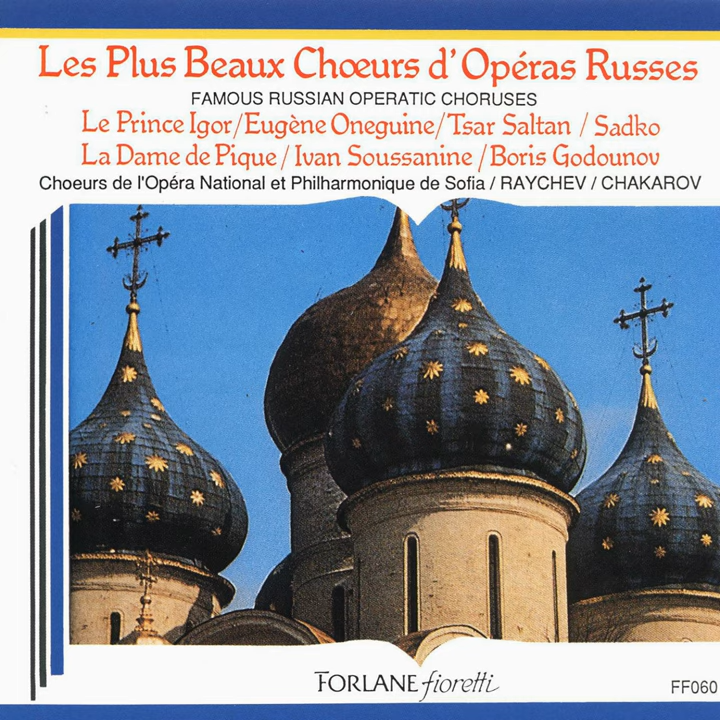 Les Plus Beaux Chœurs d'Opéras Russes
FAMOUS RUSSIAN OPERATIC CHORUSES
Le Prince Igor/Eugène Oneguine/Tsar Saltan / Sadko
La Dame de Pique / Ivan Soussanine / Boris Godounov
Choeurs de l'Opéra National et Philharmonique de Sofia / RAYCHEV / CHAKAROV
FORLANE fioretti
FF060